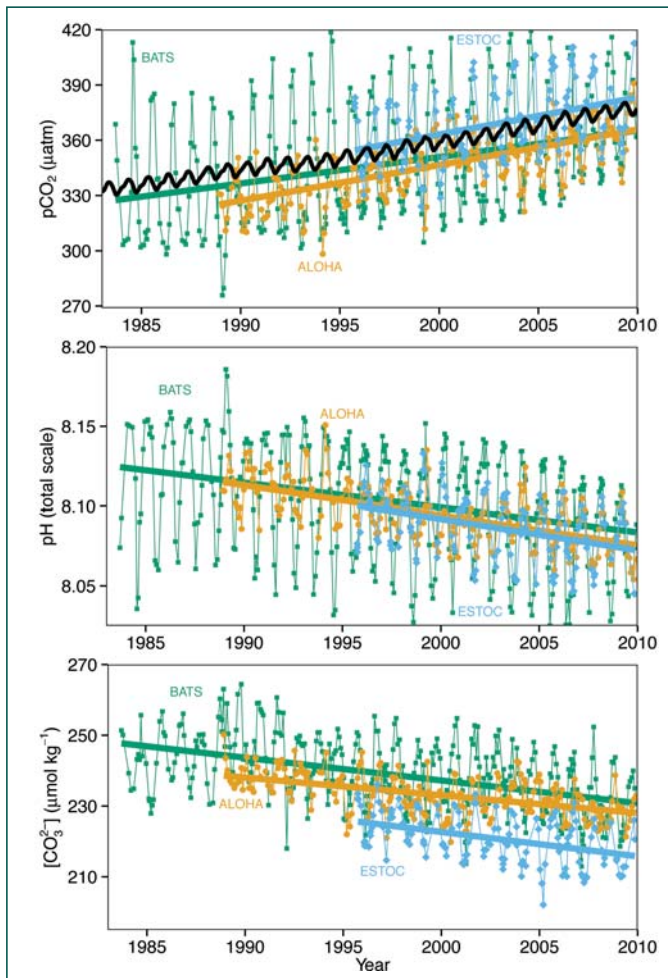 420
390
360
330
300
270
pCO₂ (µatm)
BATS
ESTOC
ALOHA
1985 1990 1995 2000 2005 2010
8.20
8.15
8.10
8.05
pH (total scale)
BATS
ALOHA
ESTOC
1985 1990 1995 2000 2005 2010
270
250
230
210
[CO₃²⁻] (µmol kg⁻¹)
BATS
ALOHA
ESTOC
1985 1990 1995 2000 2005 2010
Year